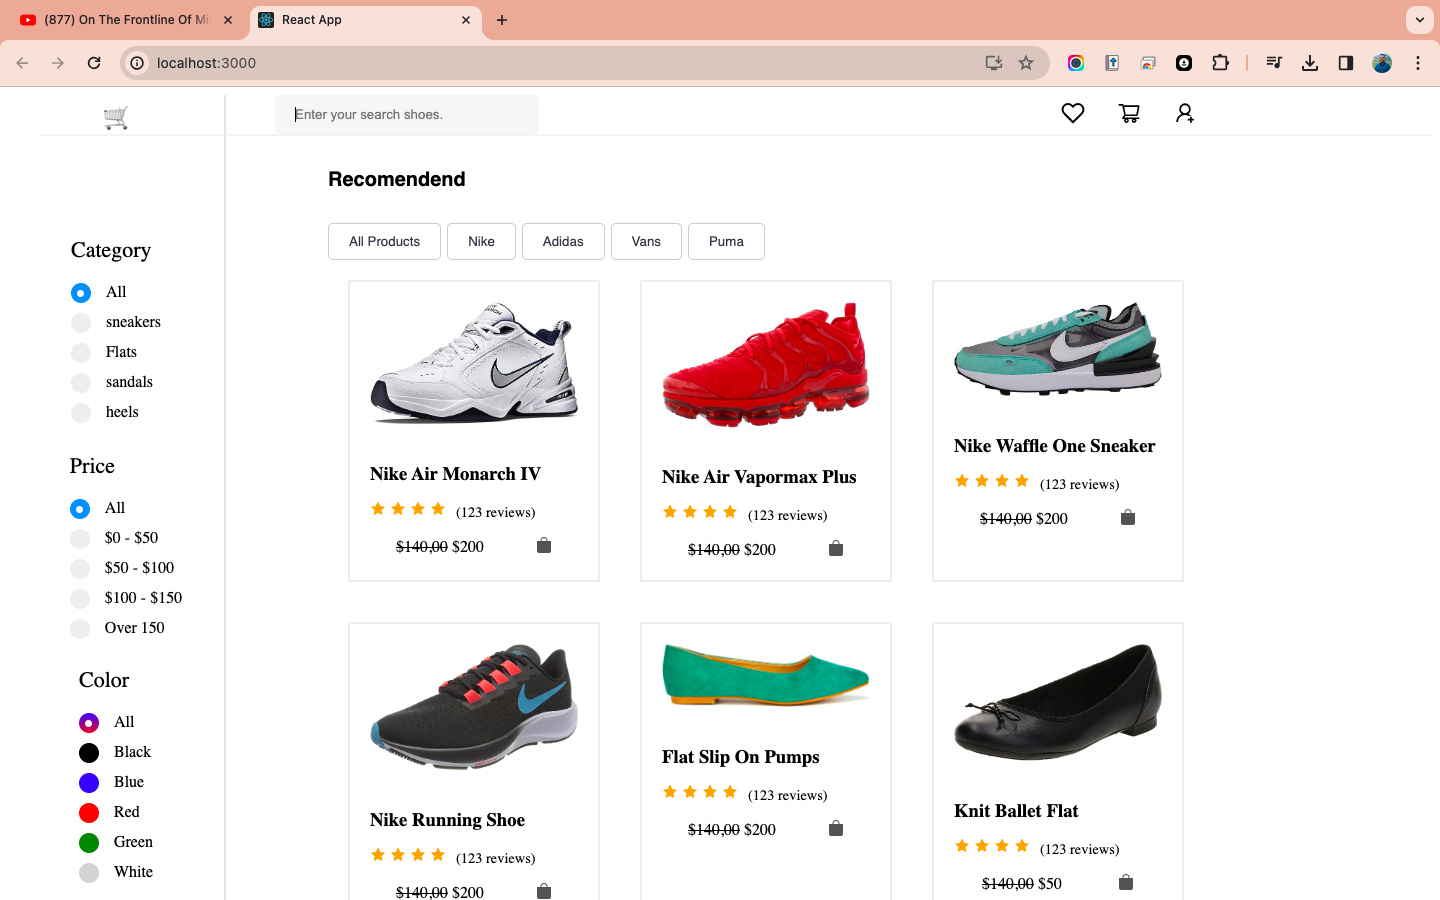 (877) On The Frontline Of Mi
React App
localhost:3000
Enter your search shoes.
Recomendend
All Products
Nike
Adidas
Vans
Puma
Category
All
sneakers
Flats
sandals
heels
Price
All
$0 - $50
$50 - $100
$100 - $150
Over 150
Color
All
Black
Blue
Red
Green
White
Nike Air Monarch IV
(123 reviews)
$140,00 $200
Nike Air Vapormax Plus
(123 reviews)
$140,00 $200
Nike Waffle One Sneaker
(123 reviews)
$140,00 $200
Nike Running Shoe
(123 reviews)
$140,00 $200
Flat Slip On Pumps
(123 reviews)
$140,00 $200
Knit Ballet Flat
(123 reviews)
$140,00 $50